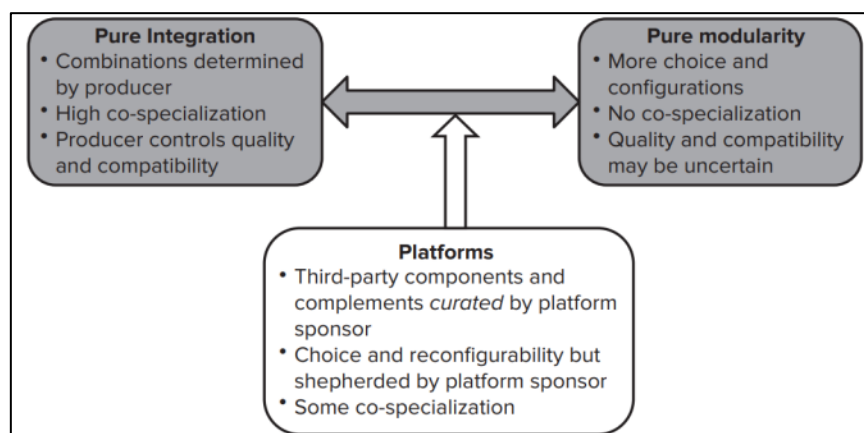 Pure Integration
• Combinations determined
by producer
• High co-specialization
• Producer controls quality
and compatibility
Pure modularity
• More choice and
configurations
• No co-specialization
• Quality and compatibility
may be uncertain
Platforms
• Third-party components and
complements curated by platform
sponsor
• Choice and reconfigurability but
shepherded by platform sponsor
• Some co-specialization